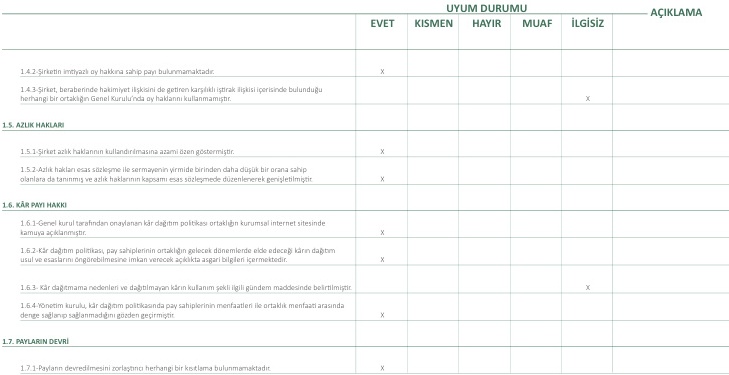 UYUM DURUMU
AÇIKLAMA
EVET KISMEN HAYIR MUAF İLGİSİZ
1.4.2-Şirketin imtiyazlı oy hakkına sahip payı bulunmamaktadır. X
1.4.3-Şirket, beraberinde hakimiyet ilişkisini de getiren karşılıklı iştirak ilişkisi içerisinde bulunduğu
herhangi bir ortaklığın Genel Kurulu'nda oy haklarını kullanmamıştır. X
1.5. AZLIK HAKLARI
1.5.1-Şirket azlık haklarının kullandırılmasına azami özen göstermiştir. X
1.5.2-Azlık hakları esas sözleşme ile sermayenin yirmide birinden daha düşük bir orana sahip
olanlara da tanınmış ve azlık haklarının kapsamı esas sözleşmede düzenlenerek genişletilmiştir. X
1.6. KÂR PAYI HAKKI
1.6.1-Genel kurul tarafından onaylanan kâr dağıtım politikası ortaklığın kurumsal internet sitesinde
kamuya açıklanmıştır. X
1.6.2-Kâr dağıtım politikası, pay sahiplerinin ortaklığın gelecek dönemlerde elde edeceği kârın dağıtım
usul ve esaslarını öngörebilmesine imkan verecek açıklıkta asgari bilgileri içermektedir. X
1.6.3- Kâr dağıtmama nedenleri ve dağıtılmayan kârın kullanım şekli ilgili gündem maddesinde belirtilmiştir. X
1.6.4-Yönetim kurulu, kâr dağıtım politikasında pay sahiplerinin menfaatleri ile ortaklık menfaati arasında
denge sağlanıp sağlanmadığını gözden geçirmiştir. X
1.7. PAYLARIN DEVRİ
1.7.1-Payların devredilmesini zorlaştırıcı herhangi bir kısıtlama bulunmamaktadır. X